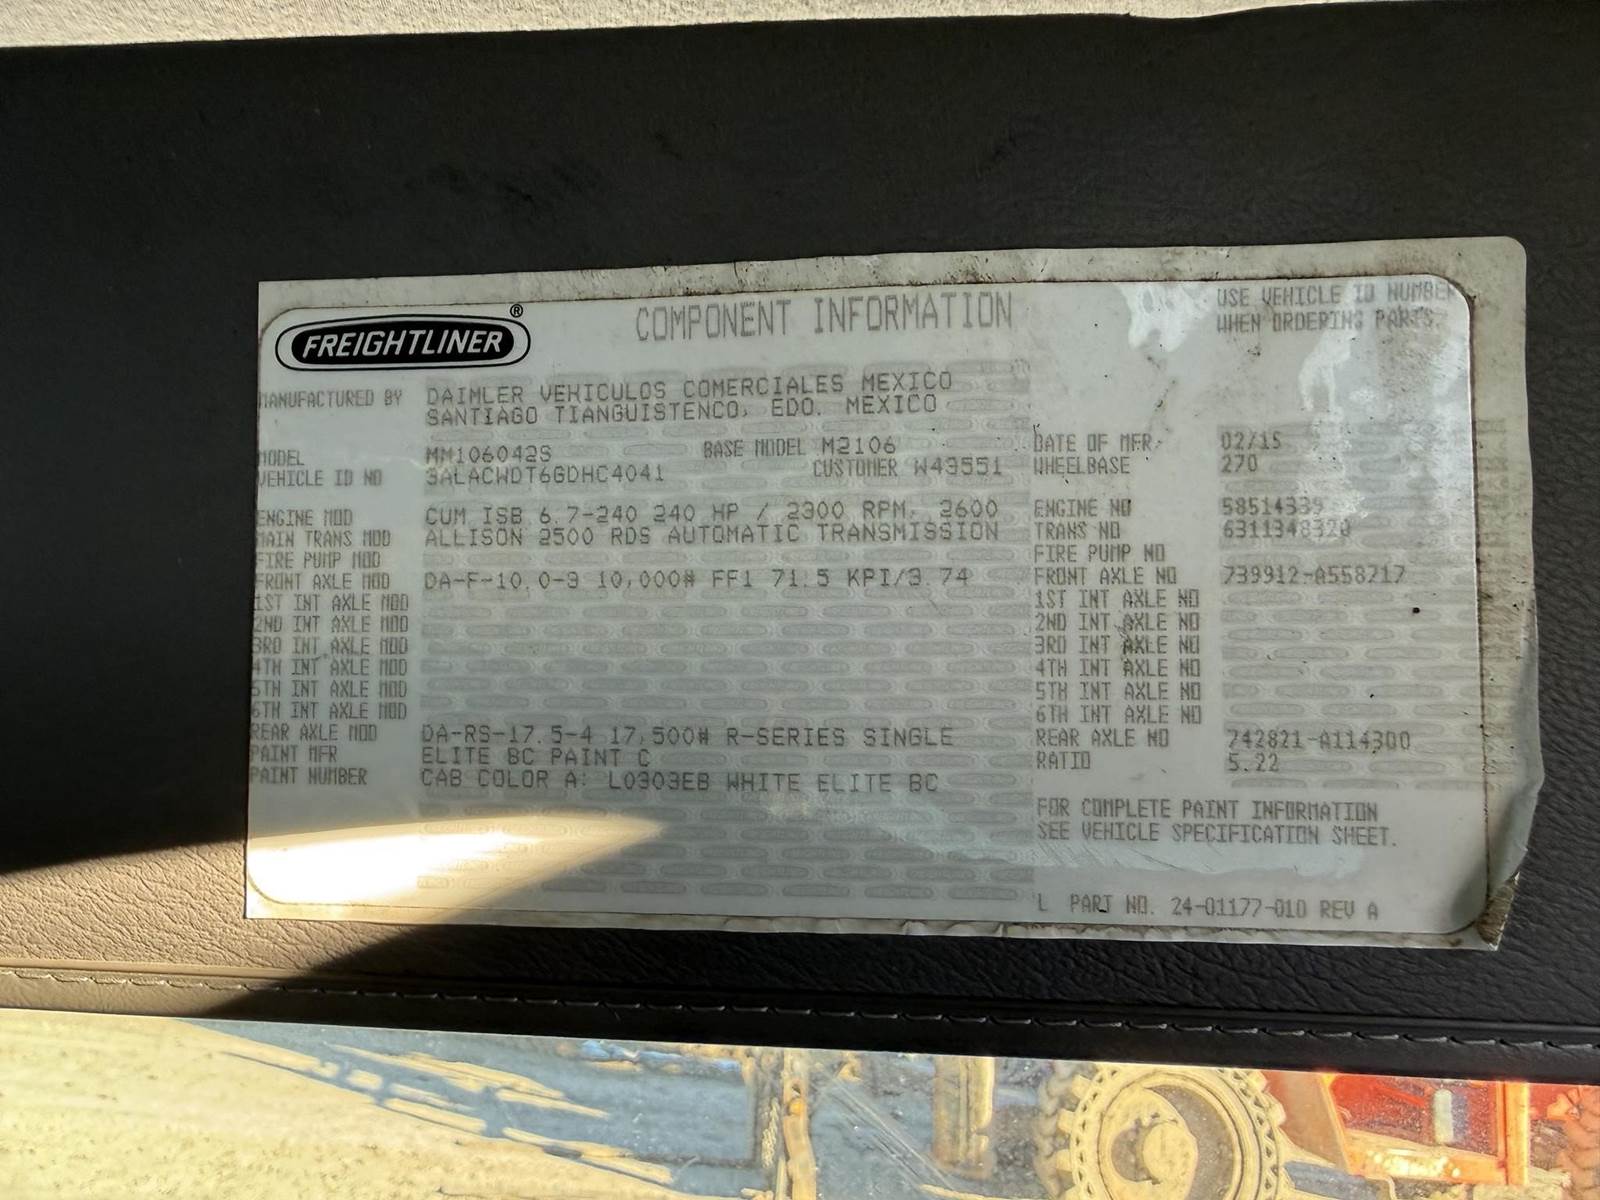 FREIGHTLINER®
COMPONENT INFORMATION
USE VEHICLE ID NUMBER
WHEN ORDERING PARTS.
MANUFACTURED BY DAIMLER VEHICULOS COMERCIALES MEXICO
SANTIAGO TIANGUISTENCO, EDO. MEXICO
MODEL MM106042S BASE MODEL M2106 DATE OF MFR. 02/15
VEHICLE ID NO 3ALACWDT6GDHC4041 CUSTOMER W43551 WHEELBASE 270
ENGINE MOD CUM ISB 6.7-240 240 HP / 2300 RPM, 2600 ENGINE NO 58514339
MAIN TRANS MOD ALLISON 2500 RDS AUTOMATIC TRANSMISSION TRANS NO 6311348320
FIRE PUMP MOD FIRE PUMP NO
FRONT AXLE MOD DA-F-10.0-3 10,000# FF1 71.5 KPI/3.74 FRONT AXLE NO 739912-A558217
1ST INT AXLE MOD 1ST INT AXLE NO
2ND INT AXLE MOD 2ND INT AXLE NO
3RD INT AXLE MOD 3RD INT AXLE NO
4TH INT AXLE MOD 4TH INT AXLE NO
5TH INT AXLE MOD 5TH INT AXLE NO
6TH INT AXLE MOD 6TH INT AXLE NO
REAR AXLE MOD DA-RS-17.5-4 17,500# R-SERIES SINGLE REAR AXLE NO 742821-A114300
PAINT MFR ELITE BC PAINT C RATIO 5.22
PAINT NUMBER CAB COLOR A: L0303EB WHITE ELITE BC
FOR COMPLETE PAINT INFORMATION
SEE VEHICLE SPECIFICATION SHEET.
L PART NO. 24-01177-010 REV A